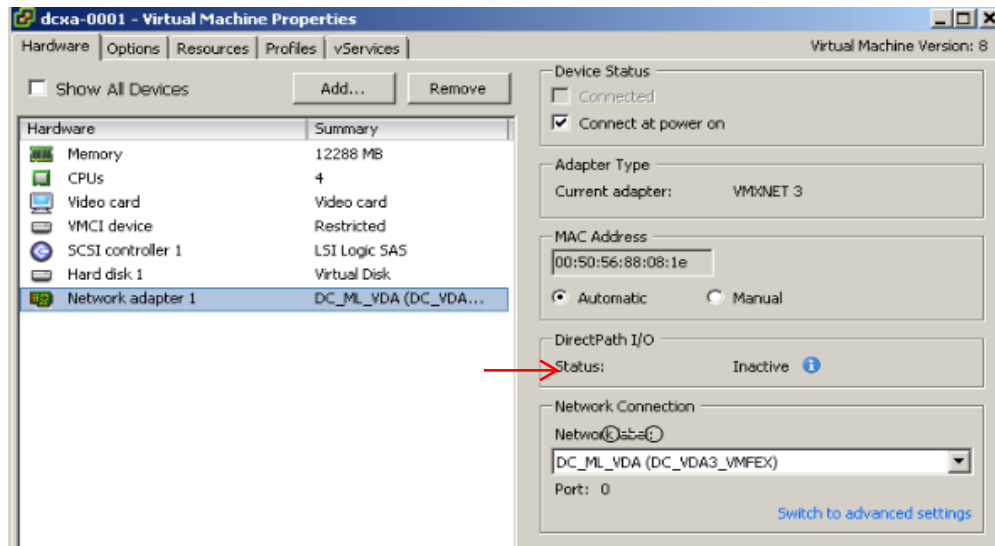 dcxa-0001 - Virtual Machine Properties
Hardware Options Resources Profiles vServices Virtual Machine Version: 8
Show All Devices Add... Remove
Hardware Summary
Memory 12288 MB
CPUs 4
Video card Video card
VMCI device Restricted
SCSI controller 1 LSI Logic SAS
Hard disk 1 Virtual Disk
Network adapter 1 DC_ML_VDA (DC_VDA...
Device Status
Connected
Connect at power on
Adapter Type
Current adapter: VMXNET 3
MAC Address
00:50:56:88:08:1e
Automatic Manual
DirectPath I/O
Status: Inactive
Network Connection
DC_ML_VDA (DC_VDA3_VMFEX)
Port: 0
Switch to advanced settings